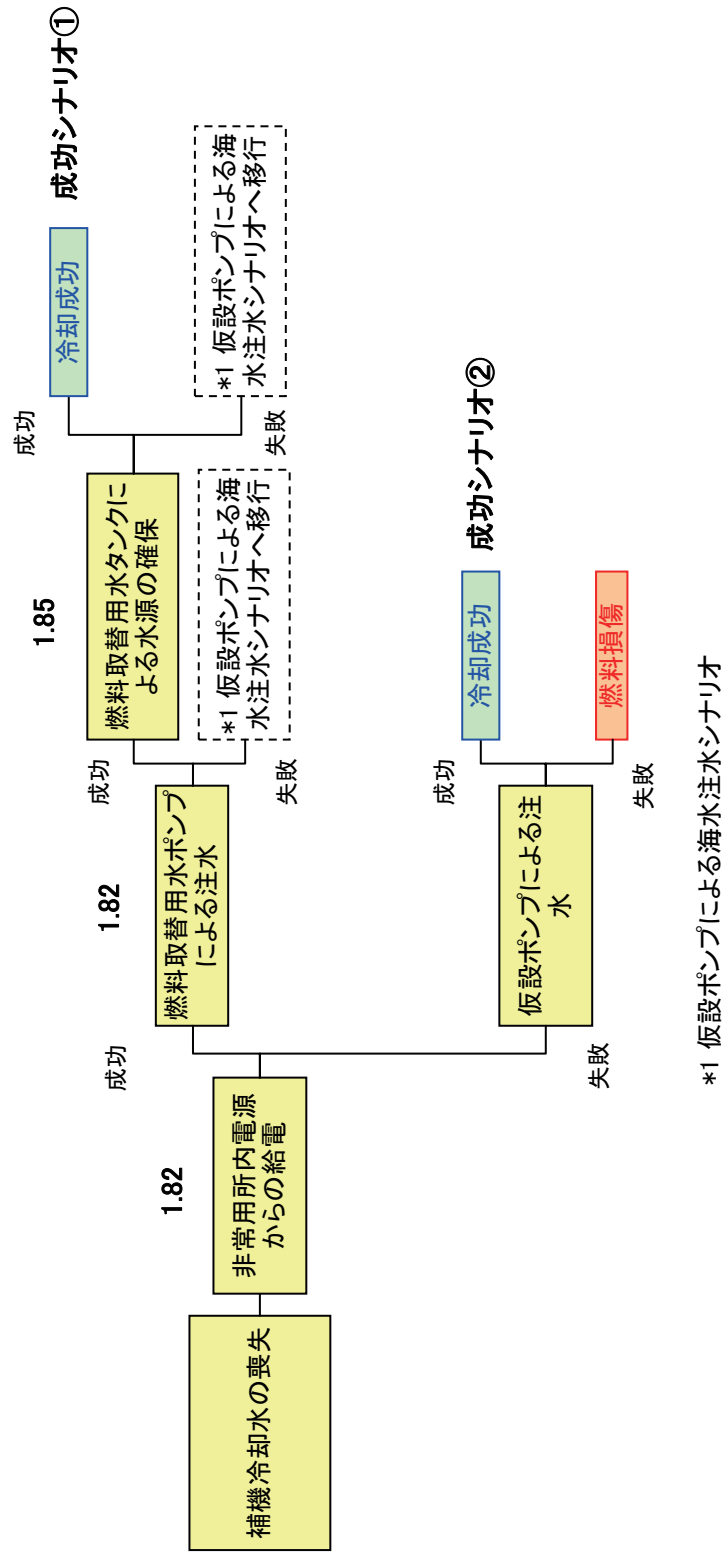 補機冷却水の喪失
1.82
非常用所内電源
からの給電
成功
失敗
1.82
燃料取替用水ポンプ
による注水
成功
失敗
1.85
燃料取替用水タンクに
よる水源の確保
*1 仮設ポンプによる海
水注水シナリオへ移行
成功
失敗
冷却成功
成功シナリオ①
*1 仮設ポンプによる海
水注水シナリオへ移行
仮設ポンプによる注
水
成功
失敗
冷却成功
成功シナリオ②
燃料損傷
*1 仮設ポンプによる海水注水シナリオ